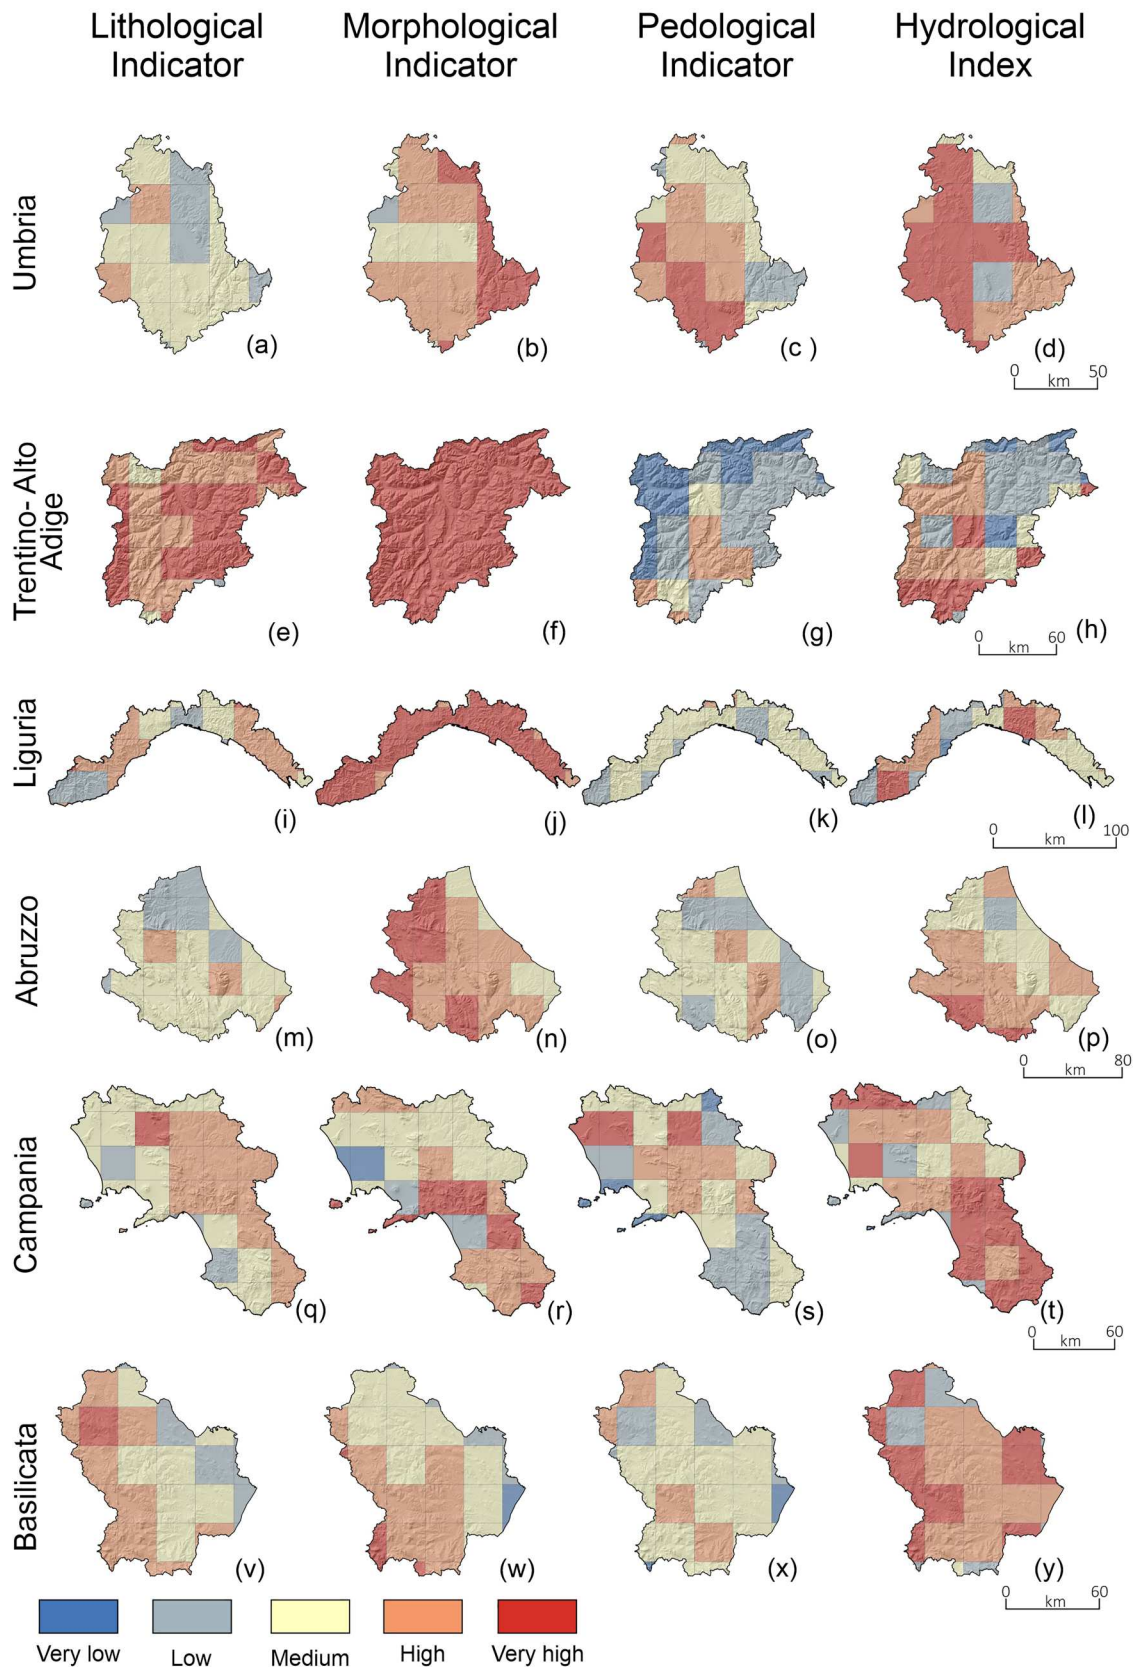 Lithological Indicator
Morphological Indicator
Pedological Indicator
Hydrological Index
Umbria
(a)
(b)
(c )
(d)
0 km 50
Trentino- Alto
Adige
(e)
(f)
(g)
(h)
0 km 60
Liguria
(i)
(j)
(k)
(l)
0 km 100
Abruzzo
(m)
(n)
(o)
(p)
0 km 80
Campania
(q)
(r)
(s)
(t)
0 km 60
Basilicata
(v)
(w)
(x)
(y)
0 km 60
Very low
Low
Medium
High
Very high